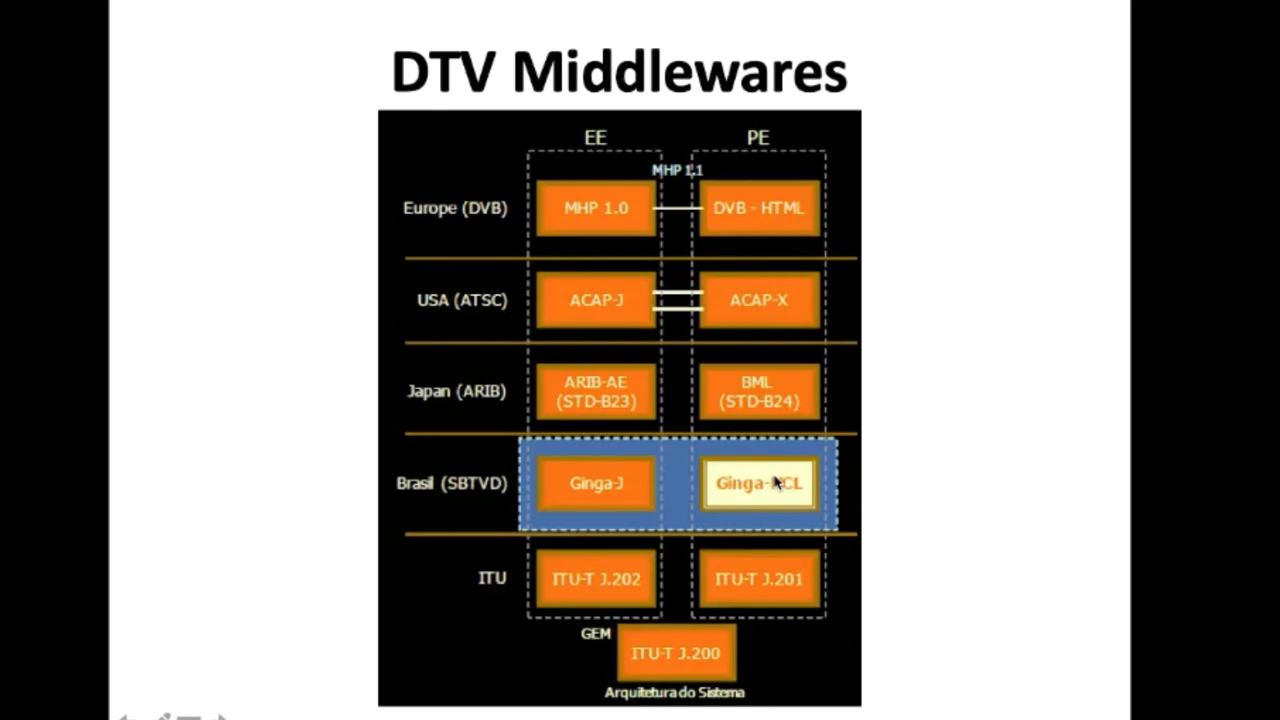 DTV Middlewares
EE PE
MHP 1.1
Europe (DVB) MHP 1.0 DVB - HTML
USA (ATSC) ACAP-J ACAP-X
Japan (ARIB) ARIB-AE (STD-B23) BML (STD-B24)
Brasil (SBTVD) Ginga-J Ginga-NCL
ITU ITU-T J.202 ITU-T J.201
GEM
ITU-T J.200
Arquitetura do Sistema